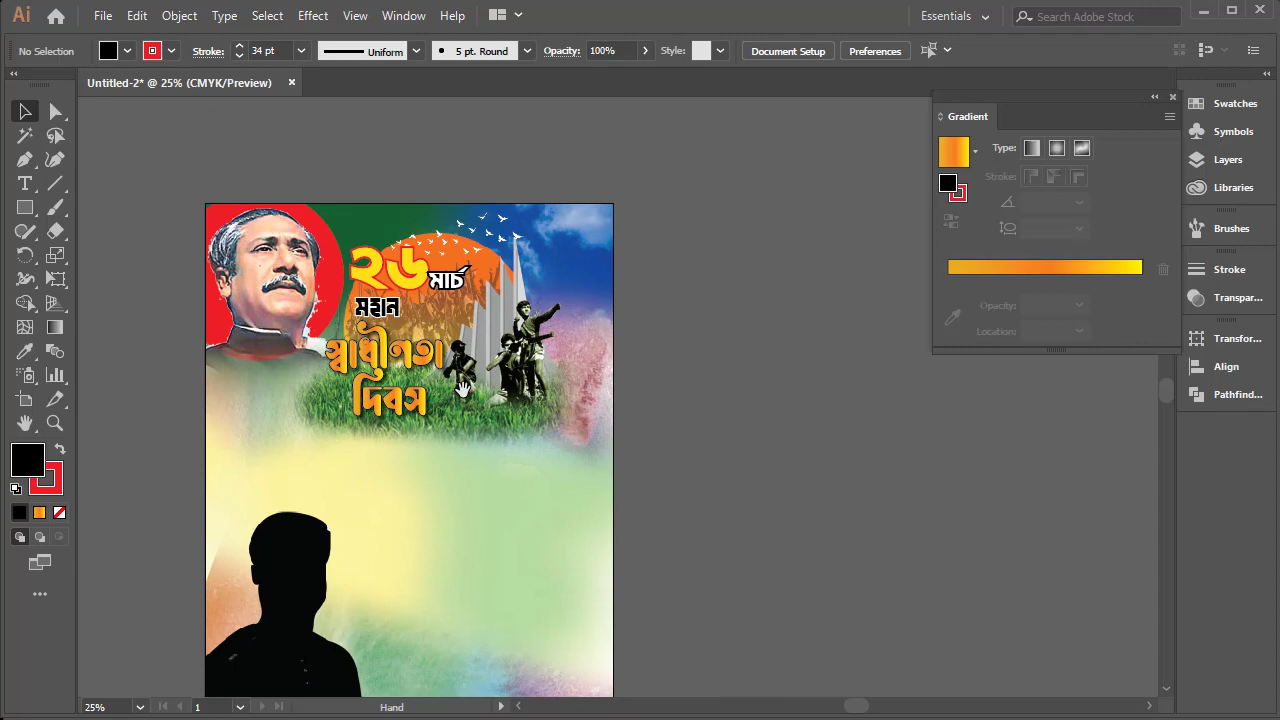 Ai File Edit Object Type Select Effect View Window Help Essentials Search Adobe Stock
No Selection Stroke: 34 pt Uniform 5 pt. Round Opacity: 100% Style: Document Setup Preferences
Untitled-2* @ 25% (CMYK/Preview)
Gradient
Type:
Stroke:
Opacity:
Location:
Swatches
Symbols
Layers
Libraries
Brushes
Stroke
Transpar...
Transfor...
Align
Pathfind...
২৬ মার্চ
মহান
স্বাধীনতা
দিবস
25% 1 Hand